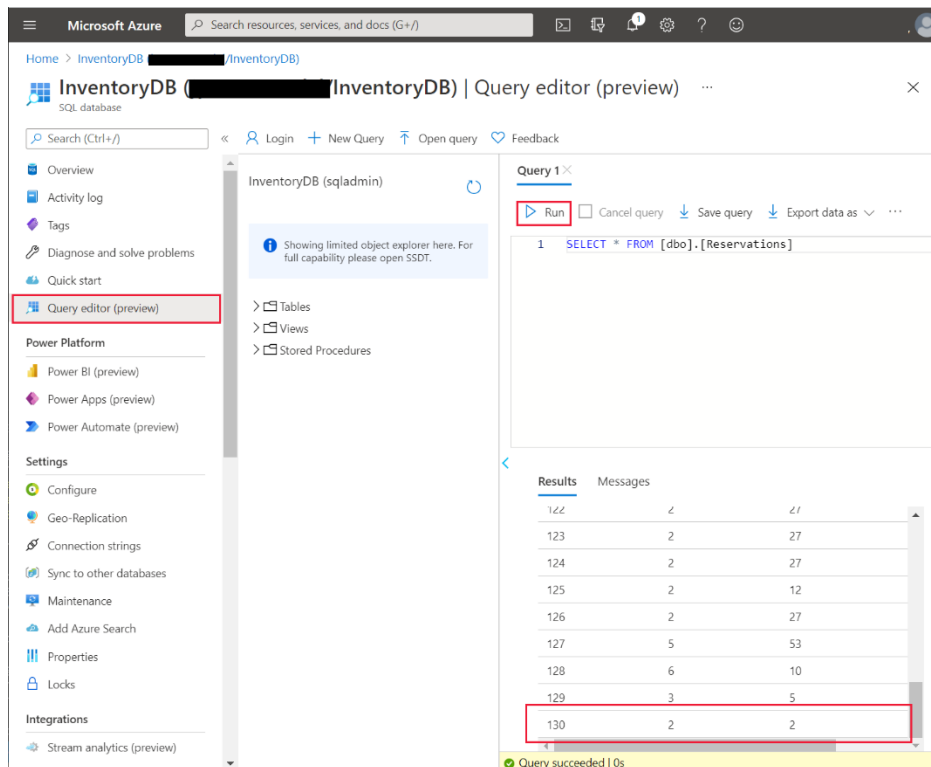 Microsoft Azure
Search resources, services, and docs (G+/)
1
Home > InventoryDB ( /InventoryDB)
InventoryDB ( /InventoryDB) | Query editor (preview) ...
SQL database
Search (Ctrl+/)
«
Login
New Query
Open query
Feedback
Overview
Activity log
Tags
Diagnose and solve problems
Quick start
Query editor (preview)
Power Platform
Power BI (preview)
Power Apps (preview)
Power Automate (preview)
Settings
Configure
Geo-Replication
Connection strings
Sync to other databases
Maintenance
Add Azure Search
Properties
Locks
Integrations
Stream analytics (preview)
InventoryDB (sqladmin)
Showing limited object explorer here. For
full capability please open SSDT.
Tables
Views
Stored Procedures
Query 1
Run
Cancel query
Save query
Export data as
...
1 SELECT * FROM [dbo].[Reservations]
Results Messages
122 2 27
123 2 27
124 2 27
125 2 12
126 2 27
127 5 53
128 6 10
129 3 5
130 2 2
Query succeeded | 0s